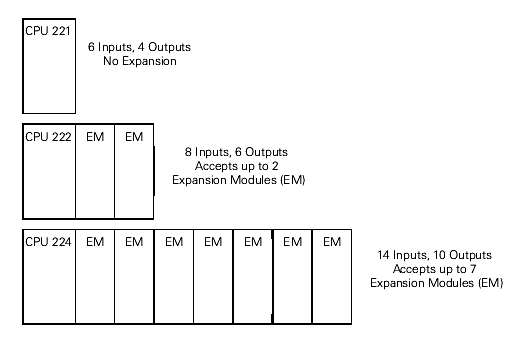 CPU 221
6 Inputs, 4 Outputs
No Expansion
CPU 222 EM EM
8 Inputs, 6 Outputs
Accepts up to 2
Expansion Modules (EM)
CPU 224 EM EM EM EM EM EM EM
14 Inputs, 10 Outputs
Accepts up to 7
Expansion Modules (EM)